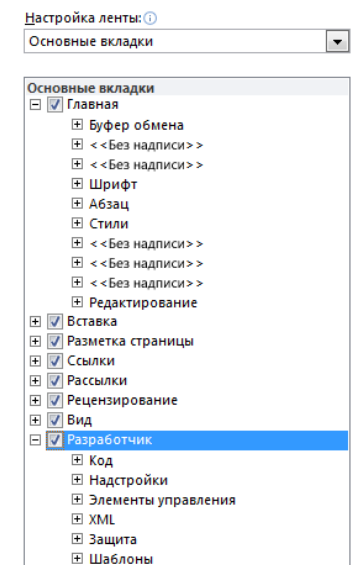 Настройка ленты:
Основные вкладки
Основные вкладки
Главная
Буфер обмена
<<Без надписи>>
<<Без надписи>>
Шрифт
Абзац
Стили
<<Без надписи>>
<<Без надписи>>
<<Без надписи>>
Редактирование
Вставка
Разметка страницы
Ссылки
Рассылки
Рецензирование
Вид
Разработчик
Код
Надстройки
Элементы управления
XML
Защита
Шаблоны